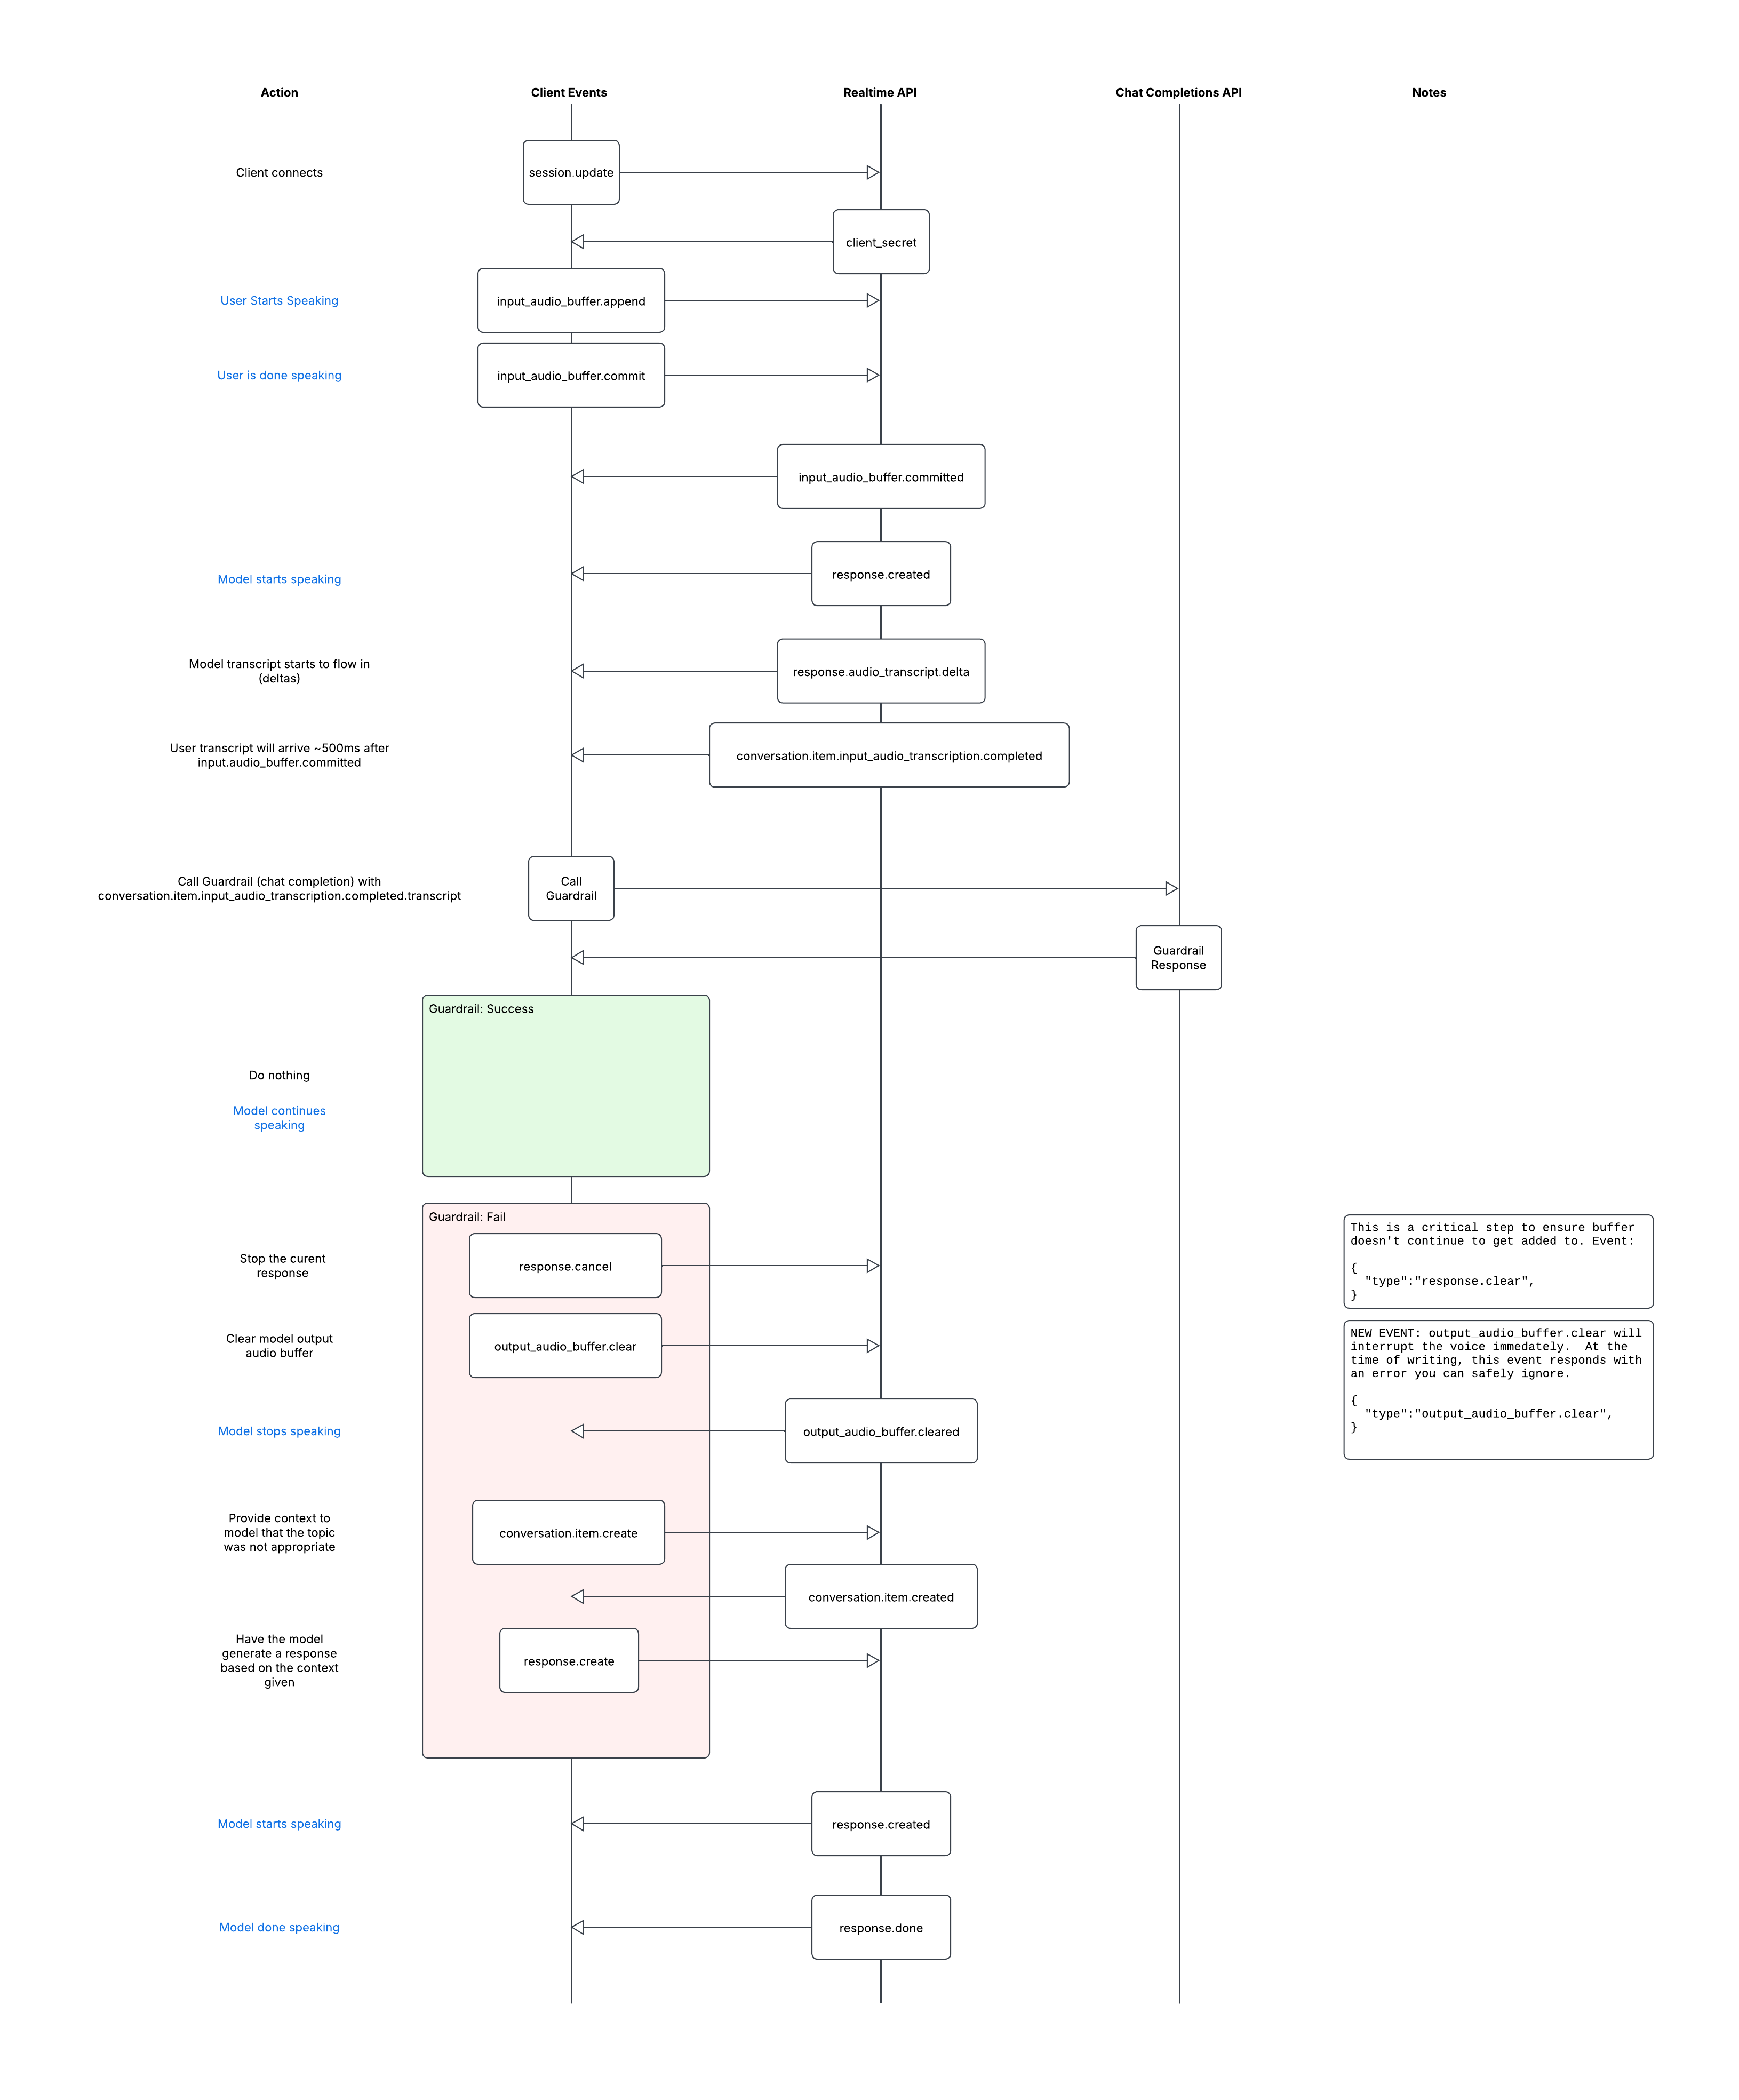 Action
Client Events
Realtime API
Chat Completions API
Notes
Client connects
session.update
client_secret
User Starts Speaking
input_audio_buffer.append
User is done speaking
input_audio_buffer.commit
input_audio_buffer.committed
Model starts speaking
response.created
Model transcript starts to flow in
(deltas)
response.audio_transcript.delta
User transcript will arrive ~500ms after
input.audio_buffer.committed
conversation.item.input_audio_transcription.completed
Call Guardrail (chat completion) with
conversation.item.input_audio_transcription.completed.transcript
Call
Guardrail
Guardrail
Response
Guardrail: Success
Do nothing
Model continues
speaking
Guardrail: Fail
Stop the curent
response
response.cancel
This is a critical step to ensure buffer
doesn't continue to get added to. Event:
{
"type":"response.clear",
}
Clear model output
audio buffer
output_audio_buffer.clear
NEW EVENT: output_audio_buffer.clear will
interrupt the voice immedately.  At the
time of writing, this event responds with
an error you can safely ignore.
{
"type":"output_audio_buffer.clear",
}
Model stops speaking
output_audio_buffer.cleared
Provide context to
model that the topic
was not appropriate
conversation.item.create
conversation.item.created
Have the model
generate a response
based on the context
given
response.create
Model starts speaking
response.created
Model done speaking
response.done